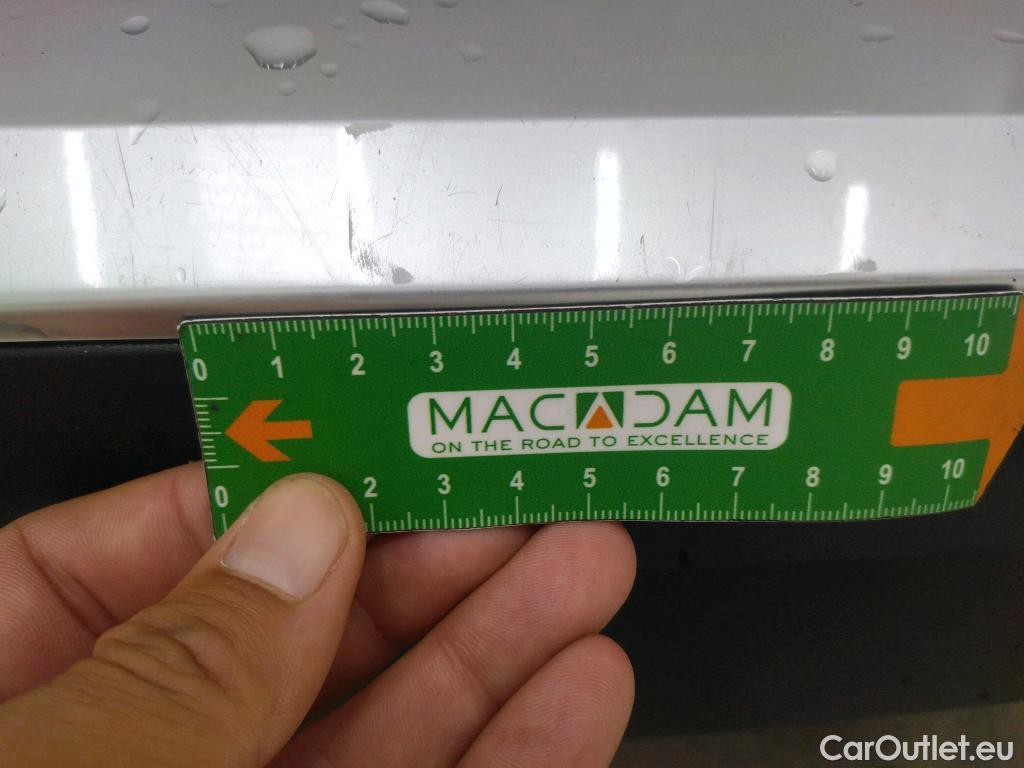 0 1 2 3 4 5 6 7 8 9 10
MACADAM
ON THE ROAD TO EXCELLENCE
0 2 3 4 5 6 7 8 9 10
CarOutlet.eu